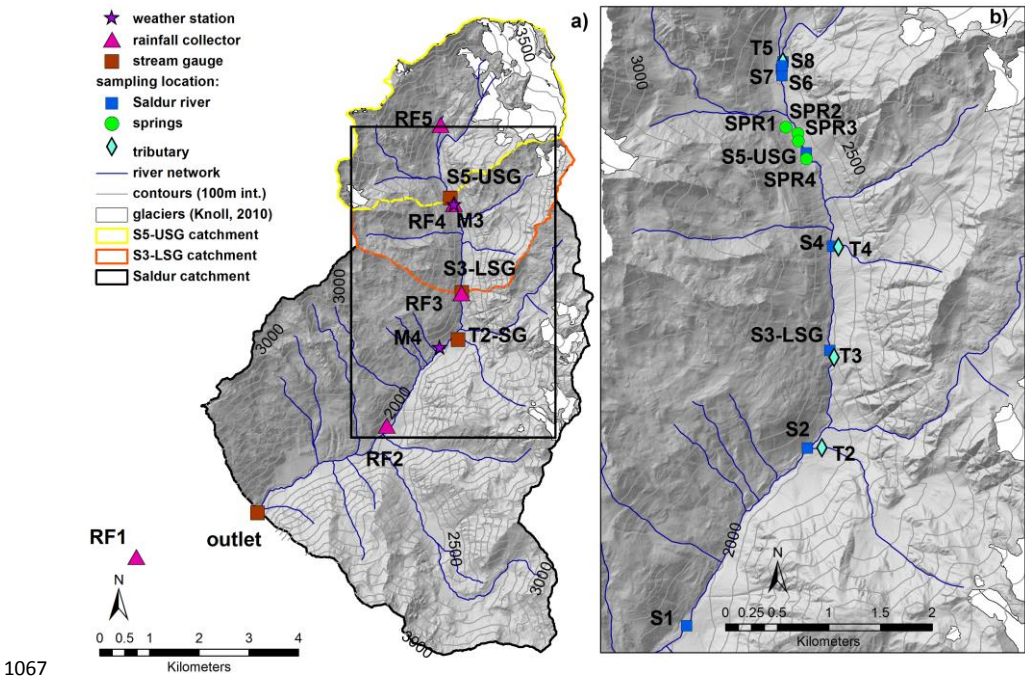 weather station
rainfall collector
stream gauge
sampling location:
Saldur river
springs
tributary
river network
contours (100m int.)
glaciers (Knoll, 2010)
S5-USG catchment
S3-LSG catchment
Saldur catchment
a)
3500
RF5
S5-USG
RF4
M3
S3-LSG
3000
RF3
T2-SG
M4
3000
2000
RF2
outlet
2500
3000
3000
RF1
N
0 0.5 1 2 3 4
Kilometers
b)
3000
T5
S8
S7
S6
SPR2
SPR1
SPR3
2500
S5-USG
SPR4
S4
T4
S3-LSG
T3
S2
T2
2000
N
S1
0 0.25 0.5 1 1.5 2
Kilometers
1067